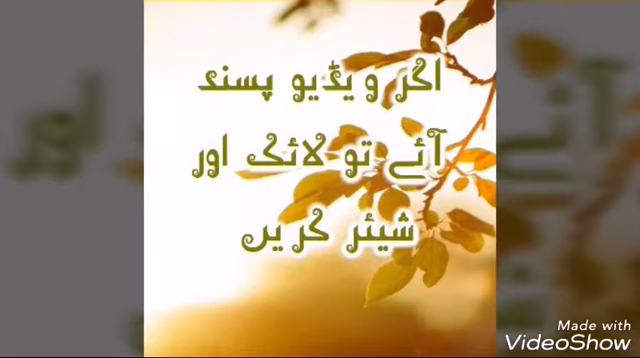 اگر ویڈیو پسند
آئے تو لائک اور
شیئر کریں
Made with
VideoShow